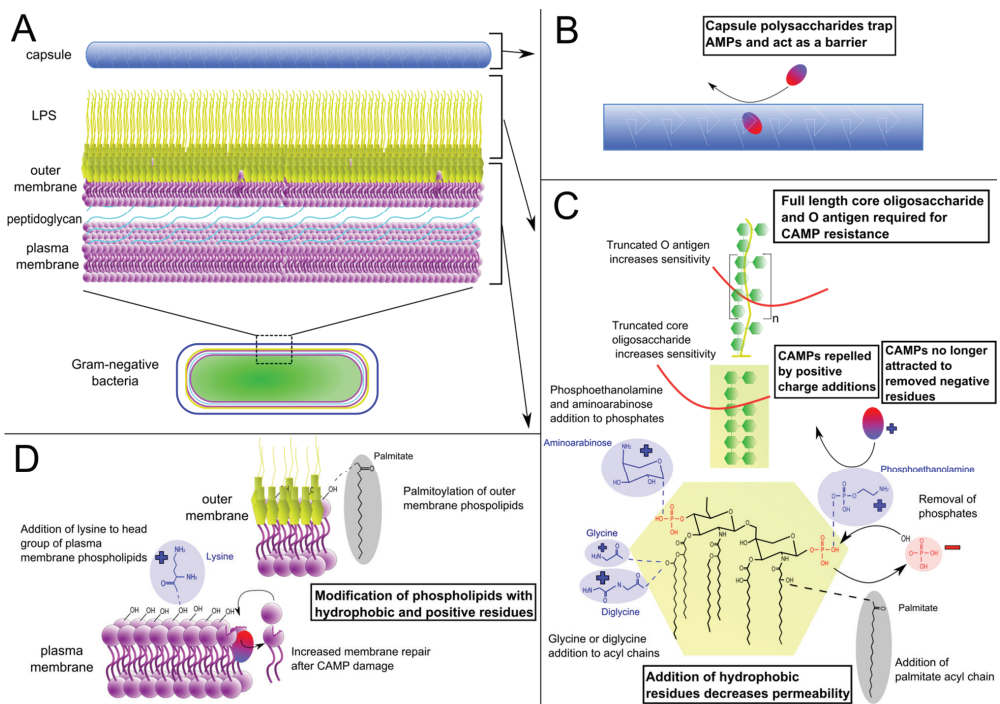 A
capsule
LPS
outer
membrane
peptidoglycan
plasma
membrane
Gram-negative
bacteria
B
Capsule polysaccharides trap
AMPs and act as a barrier
C
Full length core oligosaccharide
and O antigen required for
CAMP resistance
Truncated O antigen
increases sensitivity
n
Truncated core
oligosaccharide
increases sensitivity
CAMPs repelled
by positive
charge additions
CAMPs no longer
attracted to
removed negative
residues
Phosphoethanolamine
and aminoarabinose
addition to phosphates
Aminoarabinose
Phosphoethanolamine
Removal of
phosphates
Glycine
Diglycine
Glycine or diglycine
addition to acyl chains
Palmitate
Addition of
palmitate acyl chain
Addition of hydrophobic
residues decreases permeability
D
Palmitate
outer
membrane
Palmitoylation of outer
membrane phospolipids
Addition of lysine to head
group of plasma
membrane phospholipids
Lysine
Modification of phospholipids with
hydrophobic and positive residues
plasma
membrane
Increased membrane repair
after CAMP damage